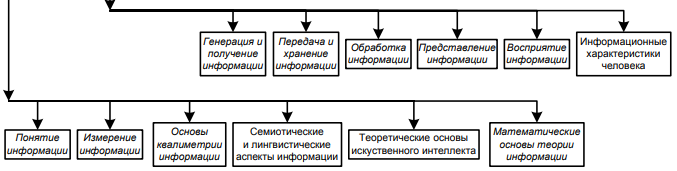 Генерация и
получение
информации
Передача и
хранение
информации
Обработка
информации
Представление
информации
Восприятие
информации
Информационные
характеристики
человека
Понятие
информации
Измерение
информации
Основы
квалиметрии
информации
Семиотические
и лингвистические
аспекты информации
Теоретические основы
искуственного интеллекта
Математические
основы теории
информации